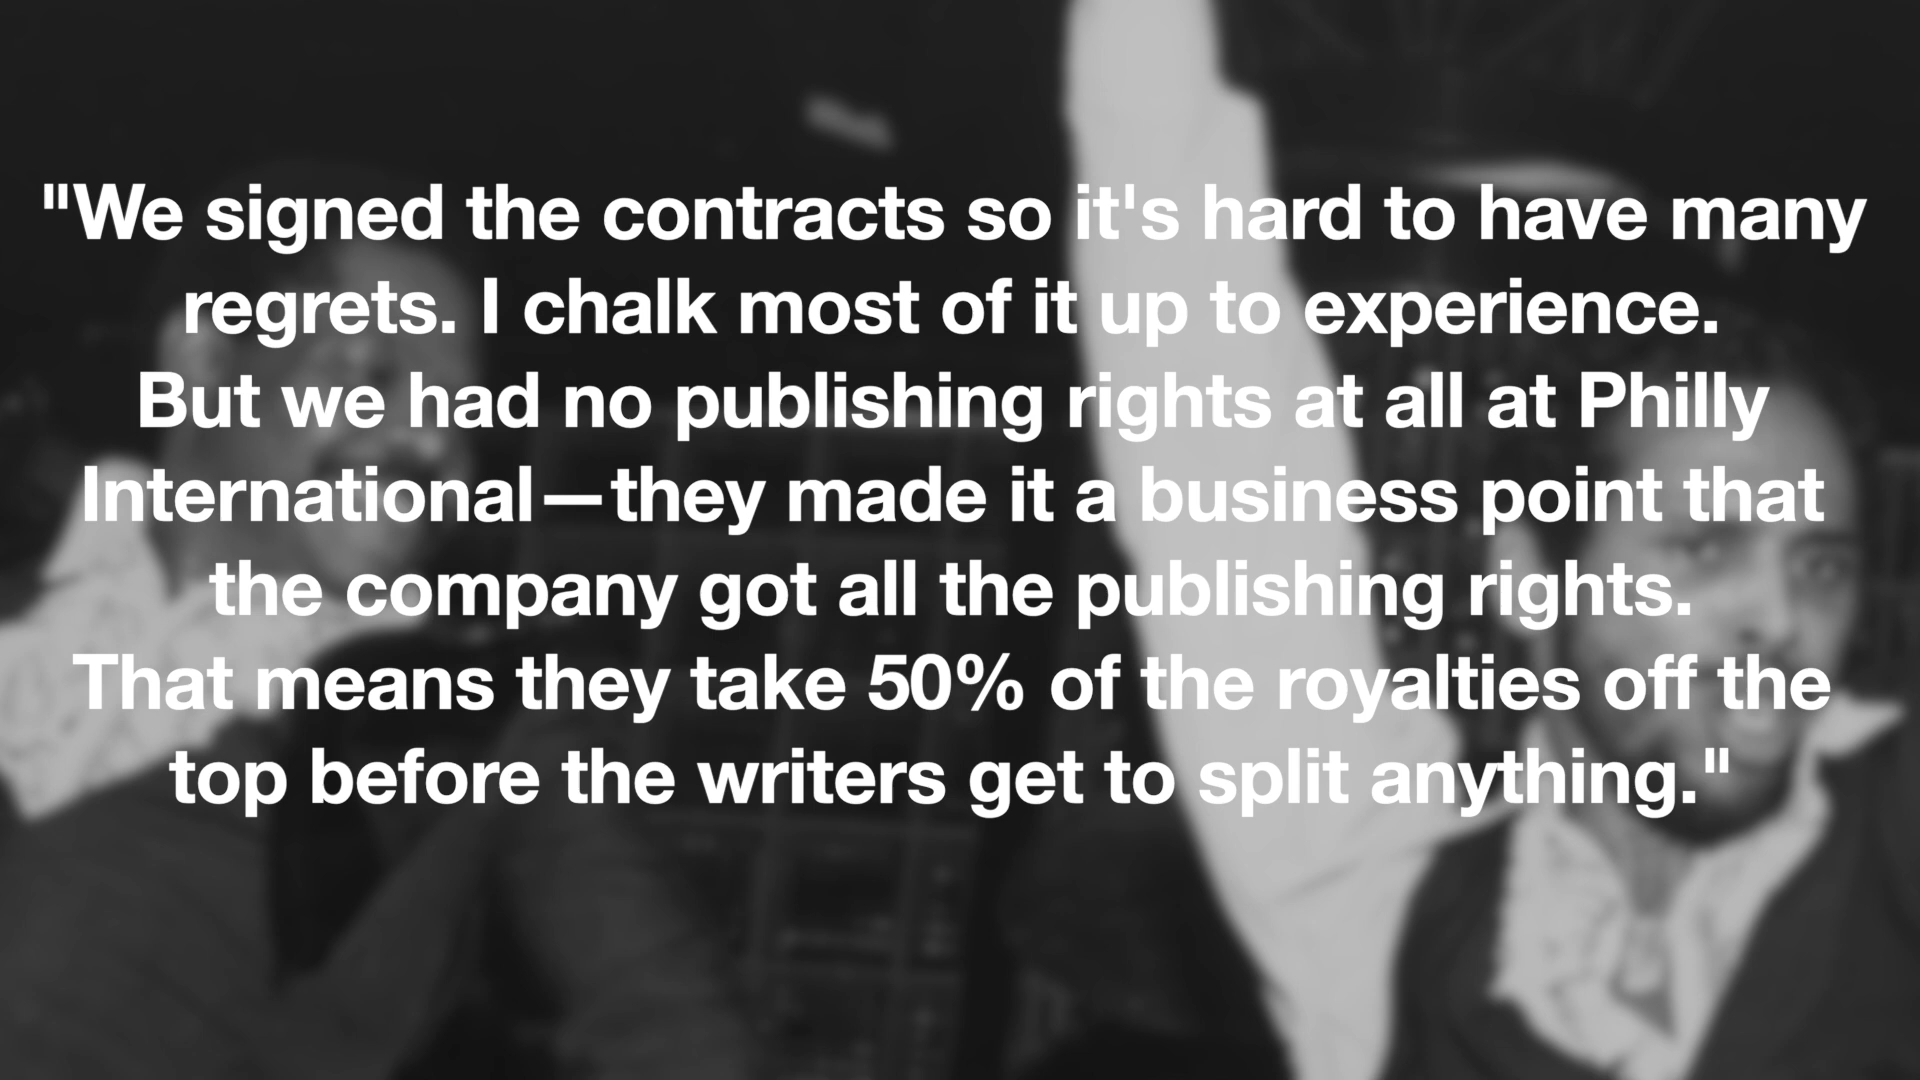 "We signed the contracts so it's hard to have many
regrets. I chalk most of it up to experience.
But we had no publishing rights at all at Philly
International—they made it a business point that
the company got all the publishing rights.
That means they take 50% of the royalties off the
top before the writers get to split anything."